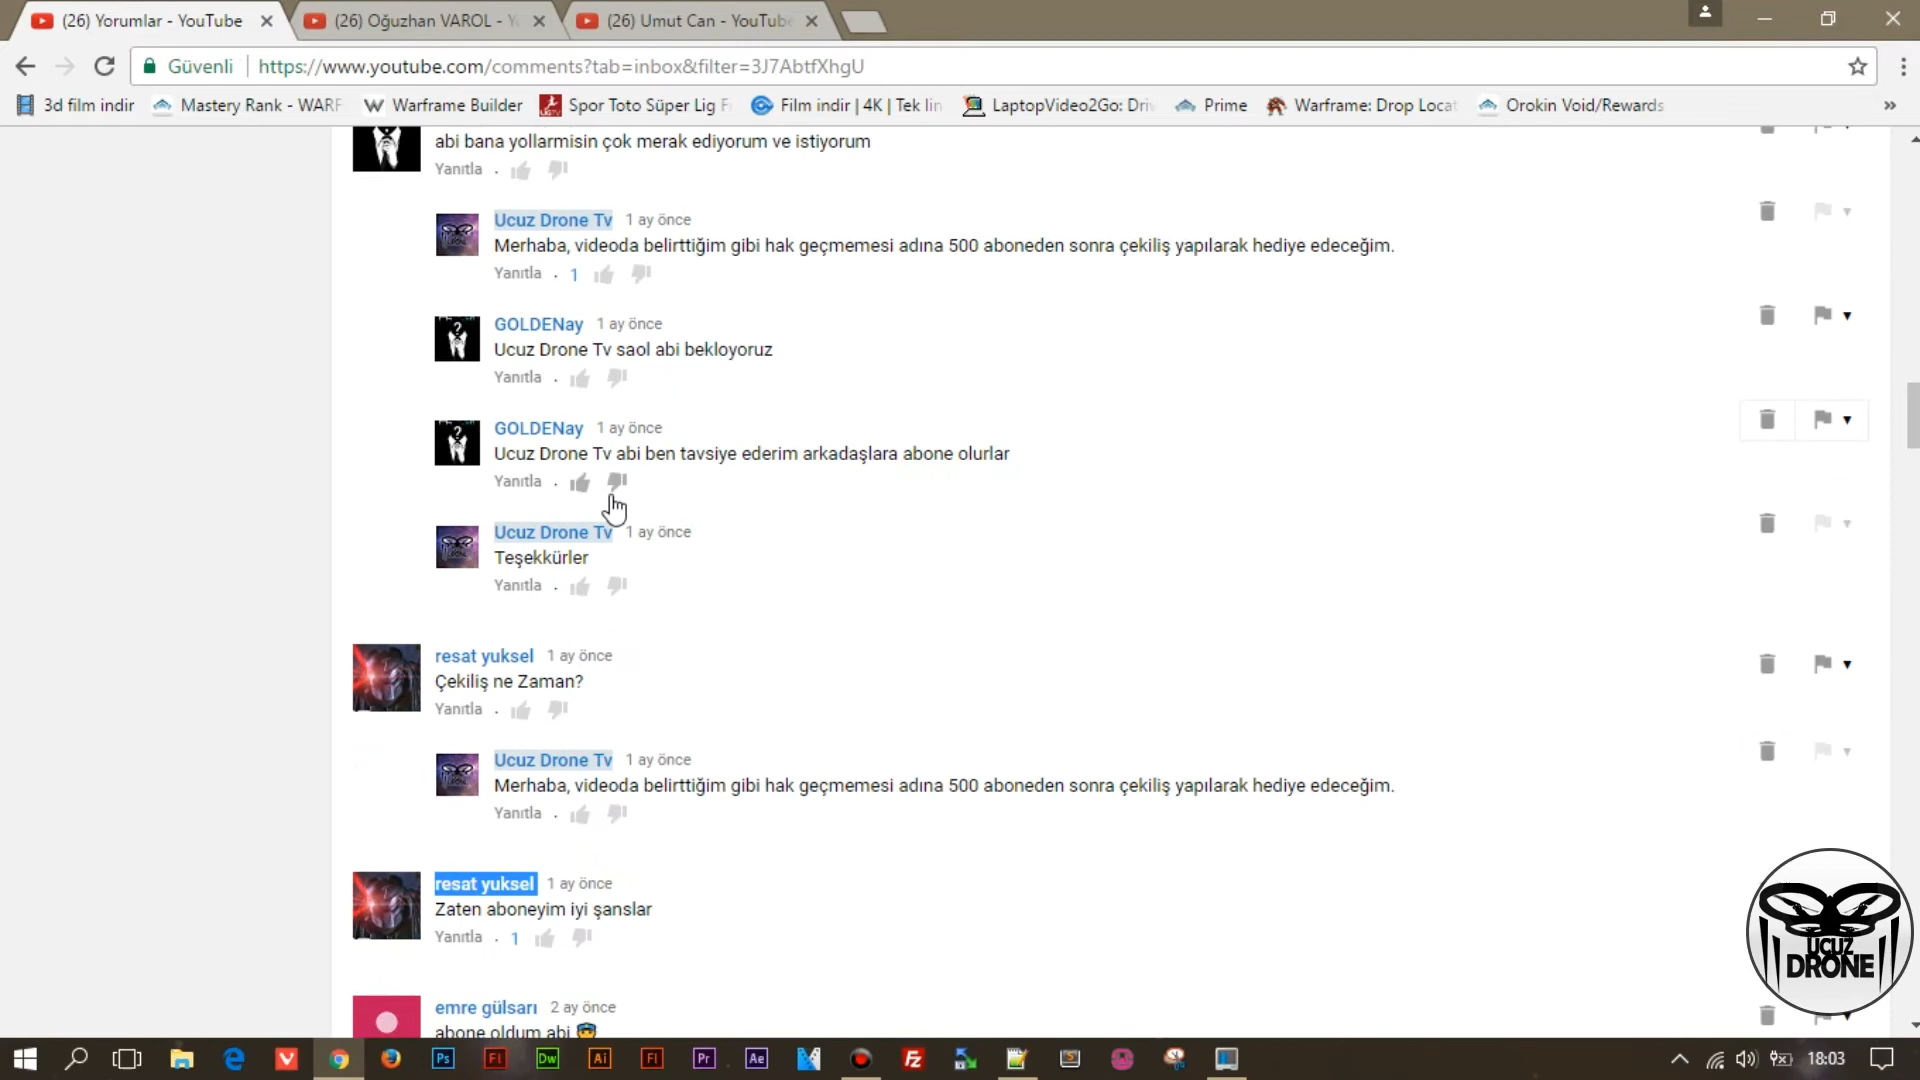 (26) Yorumlar - YouTube
(26) Oğuzhan VAROL - Y
(26) Umut Can - YouTube
Güvenli
https://www.youtube.com/comments?tab=inbox&filter=3J7AbtfXhgU
3d film indir
Mastery Rank - WARF
Warframe Builder
Spor Toto Süper Lig F
Film indir | 4K | Tek lin
LaptopVideo2Go: Driv
Prime
Warframe: Drop Locat
Orokin Void/Rewards
abi bana yollarmisin çok merak ediyorum ve istiyorum
Yanıtla
Ucuz Drone Tv 1 ay önce
Merhaba, videoda belirttiğim gibi hak geçmemesi adına 500 aboneden sonra çekiliş yapılarak hediye edeceğim.
Yanıtla . 1
GOLDENay 1 ay önce
Ucuz Drone Tv saol abi bekloyoruz
Yanıtla
GOLDENay 1 ay önce
Ucuz Drone Tv abi ben tavsiye ederim arkadaşlara abone olurlar
Yanıtla
Ucuz Drone Tv 1 ay önce
Teşekkürler
Yanıtla
resat yuksel 1 ay önce
Çekiliş ne Zaman?
Yanıtla
Ucuz Drone Tv 1 ay önce
Merhaba, videoda belirttiğim gibi hak geçmemesi adına 500 aboneden sonra çekiliş yapılarak hediye edeceğim.
Yanıtla
resat yuksel 1 ay önce
Zaten aboneyim iyi şanslar
Yanıtla . 1
emre gülsarı 2 ay önce
abone oldum abi
UCUZ
DRONE
Ps
Fl
Dw
Ai
Fl
Pr
Ae
Fz
18:03